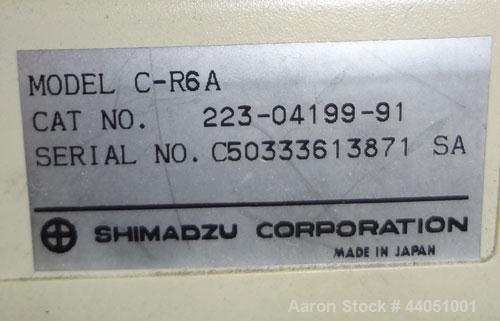 MODEL C-R6A
CAT NO. 223-04199-91
SERIAL NO. C50333613871 SA
SHIMADZU CORPORATION
MADE IN JAPAN
Aaron Stock # 44051001